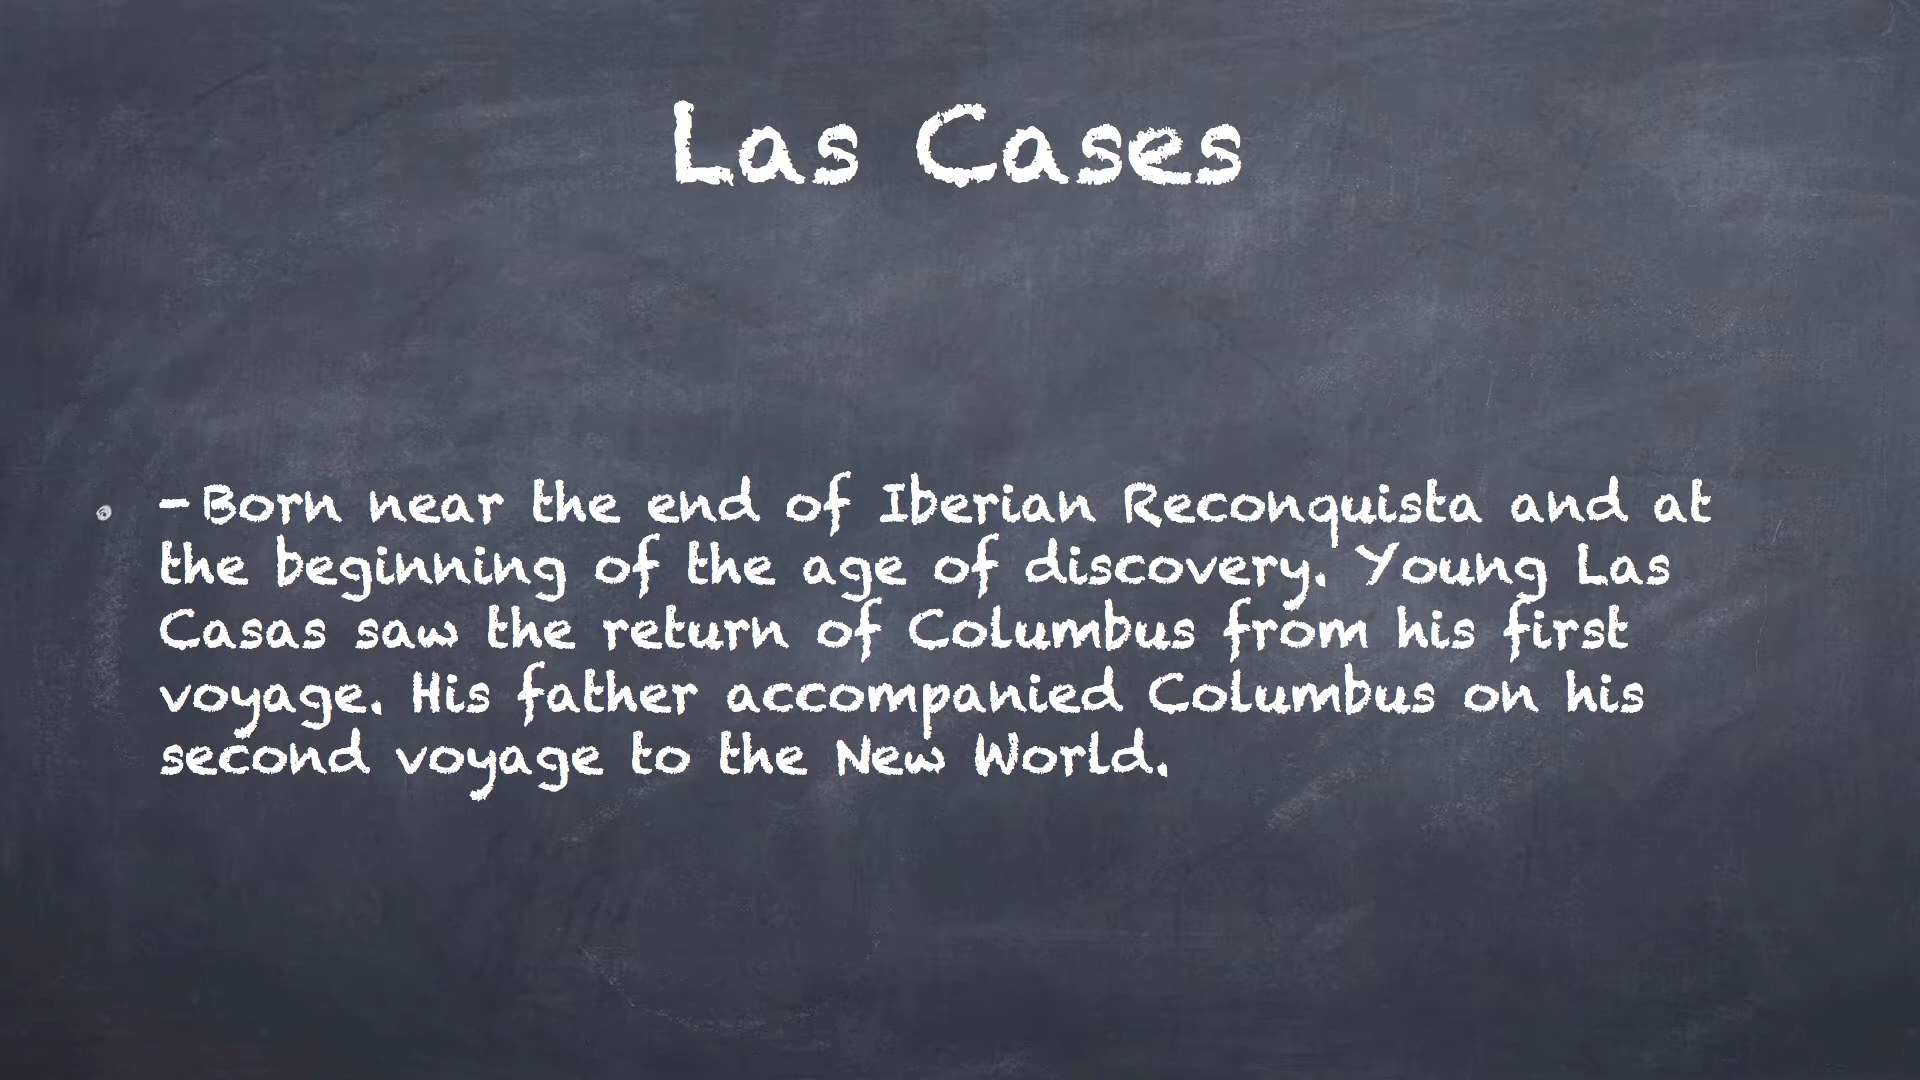 Las Cases
- Born near the end of Iberian Reconquista and at
the beginning of the age of discovery. Young Las
Casas saw the return of Columbus from his first
voyage. His father accompanied Columbus on his
second voyage to the New World.